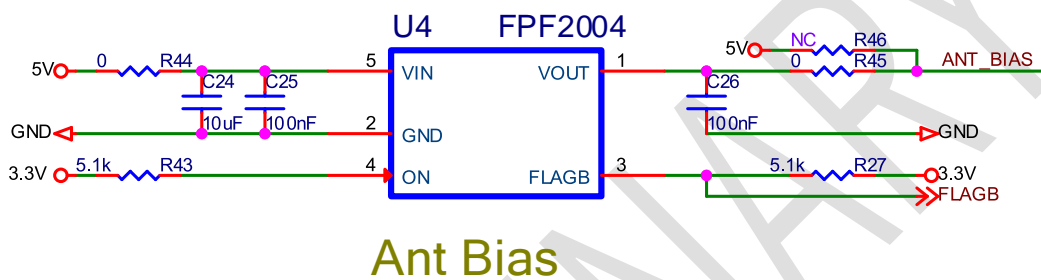 U4 FPF2004
5V 0 R44 C24 C25 5 VIN VOUT 1 5V NC R46
0 R45 ANT_BIAS
10uF 100nF C26 100nF
GND 2 GND GND
3.3V 5.1k R43 4 ON FLAGB 3 5.1k R27 3.3V
FLAGB
Ant Bias
NARY